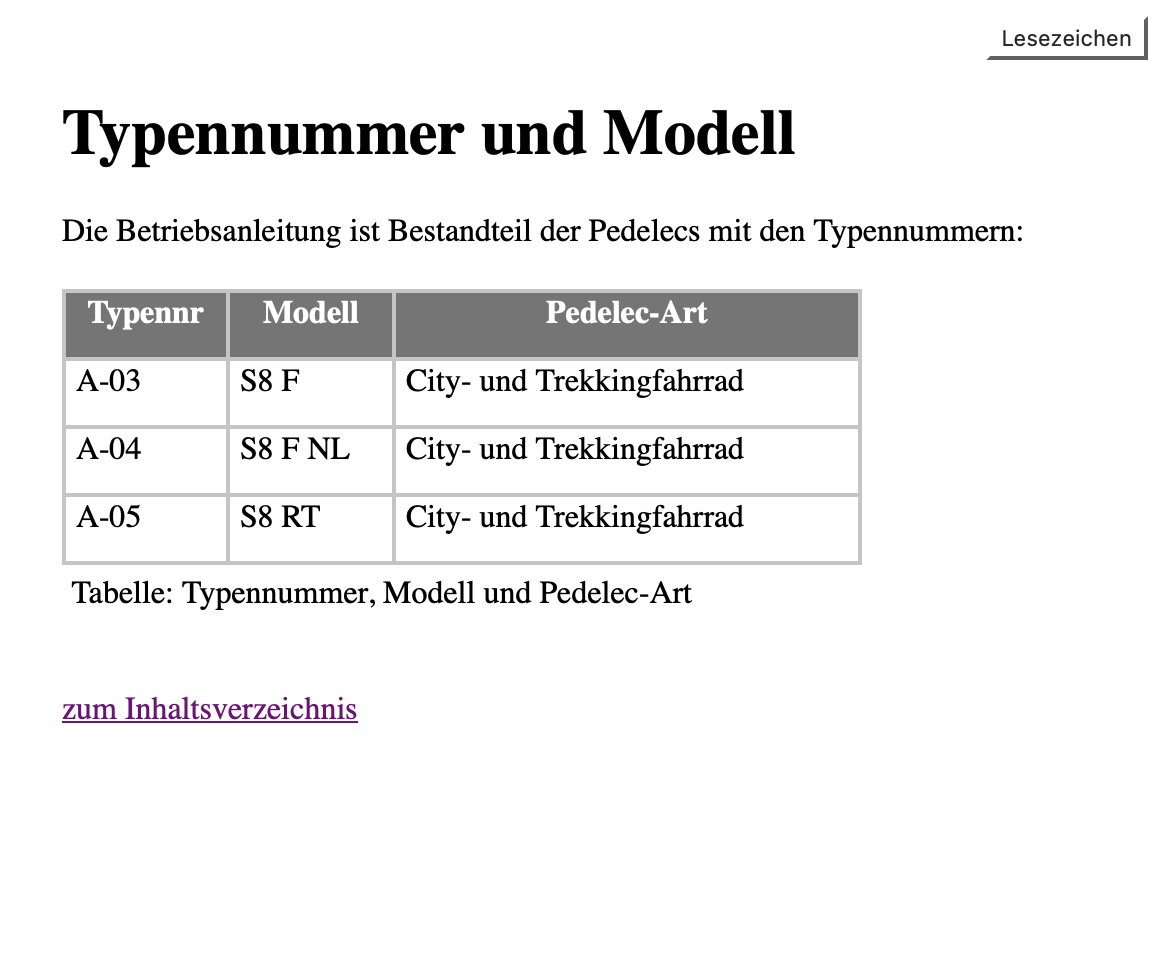 Lesezeichen
Typennummer und Modell
Die Betriebsanleitung ist Bestandteil der Pedelecs mit den Typennummern:
Typennr Modell Pedelec-Art
A-03 S8 F City- und Trekkingfahrrad
A-04 S8 F NL City- und Trekkingfahrrad
A-05 S8 RT City- und Trekkingfahrrad
Tabelle: Typennummer, Modell und Pedelec-Art
zum Inhaltsverzeichnis